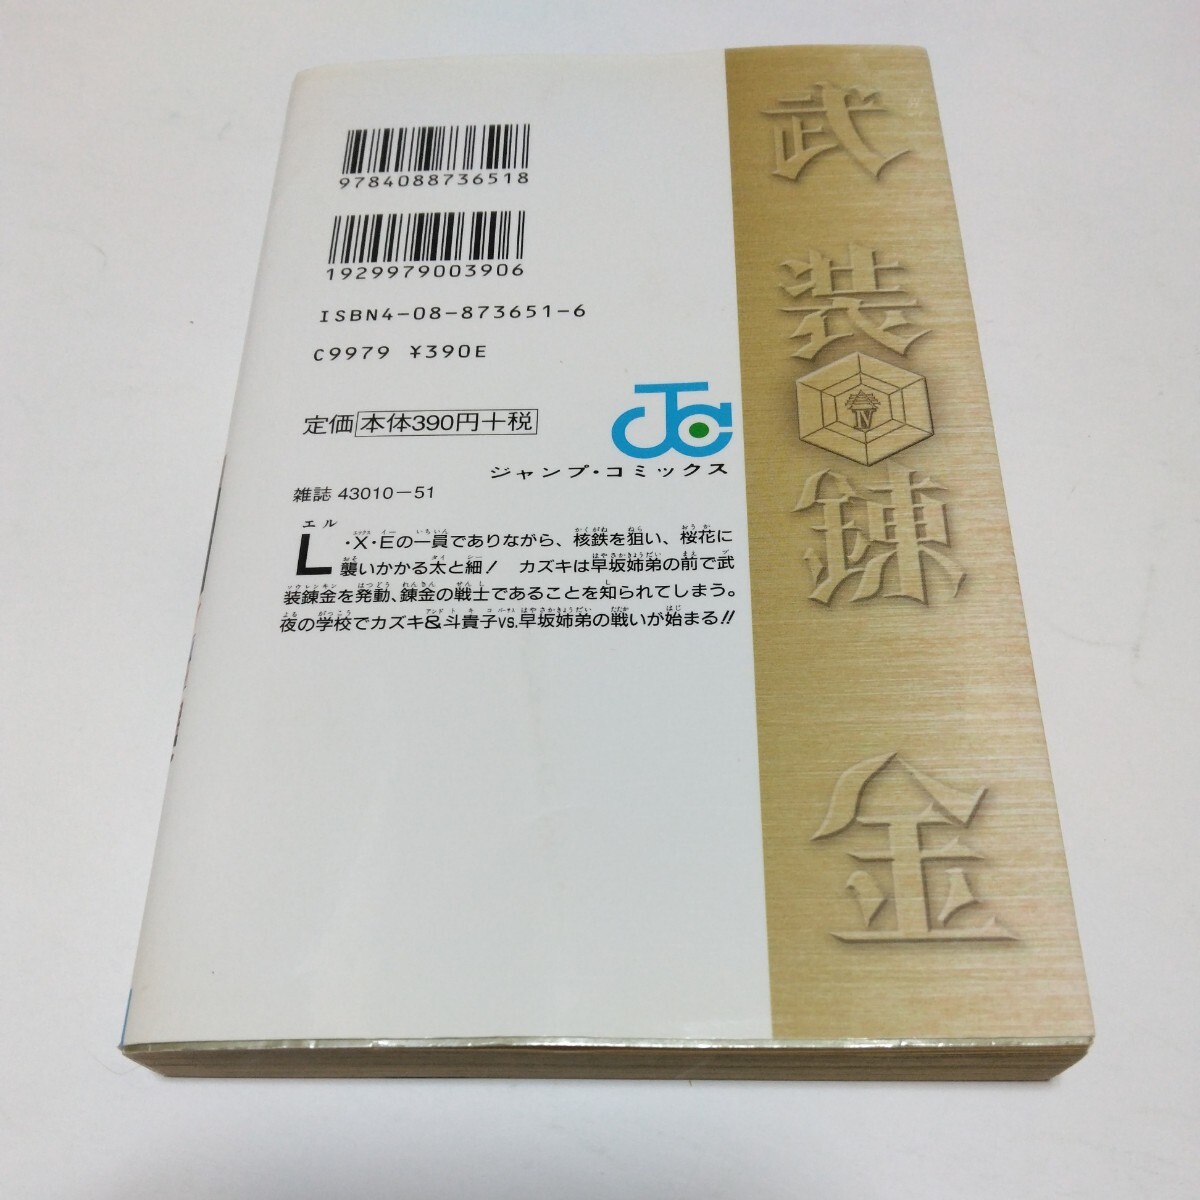 9784088736518
1929979003906
ISBN4-08-873651-6
C9979 ¥390E
定価 本体390円+税
ジャンプ・コミックス
雑誌 43010-51
L・X・Eの一員でありながら、核鉄を狙い、桜花に
襲いかかる太と細! カズキは早坂姉弟の前で武
装錬金を発動、錬金の戦士であることを知られてしまう。
夜の学校でカズキ&斗貴子VS.早坂姉弟の戦いが始まる!!
武装錬金
IV